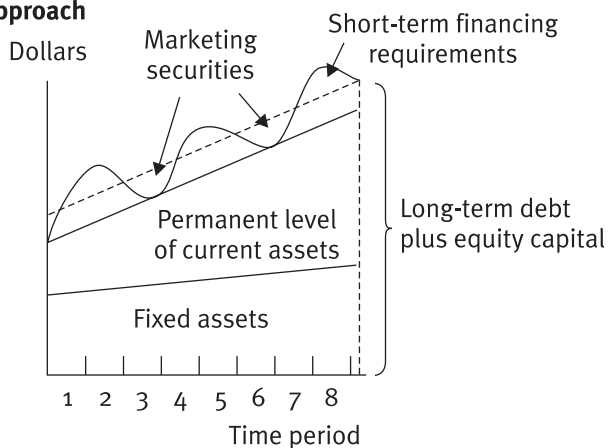 pproach
Dollars
Marketing
securities
Short-term financing
requirements
Permanent level
of current assets
Long-term debt
plus equity capital
Fixed assets
1 2 3 4 5 6 7 8
Time period